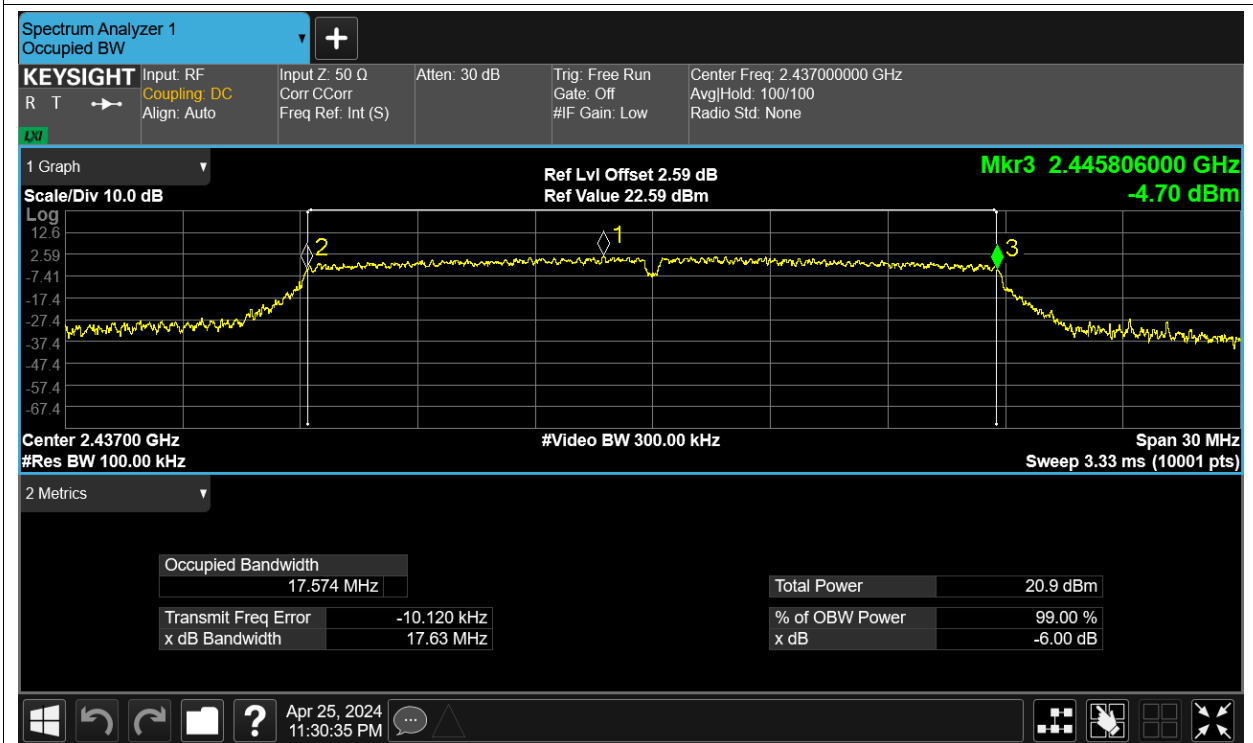 Spectrum Analyzer 1
Occupied BW
KEYSIGHT
R T
LXI
Input: RF
Coupling: DC
Align: Auto
Input Z: 50 Ω
Corr CCorr
Freq Ref: Int (S)
Atten: 30 dB
Trig: Free Run
Gate: Off
#IF Gain: Low
Center Freq: 2.437000000 GHz
Avg|Hold: 100/100
Radio Std: None
1 Graph
Scale/Div 10.0 dB
Ref Lvl Offset 2.59 dB
Ref Value 22.59 dBm
Mkr3 2.445806000 GHz
-4.70 dBm
Log
12.6
2.59
-7.41
-17.4
-27.4
-37.4
-47.4
-57.4
-67.4
2
1
3
Center 2.43700 GHz
#Res BW 100.00 kHz
#Video BW 300.00 kHz
Span 30 MHz
Sweep 3.33 ms (10001 pts)
2 Metrics
Occupied Bandwidth
17.574 MHz
Transmit Freq Error -10.120 kHz
x dB Bandwidth 17.63 MHz
Total Power 20.9 dBm
% of OBW Power 99.00 %
x dB -6.00 dB
?
Apr 25, 2024
11:30:35 PM